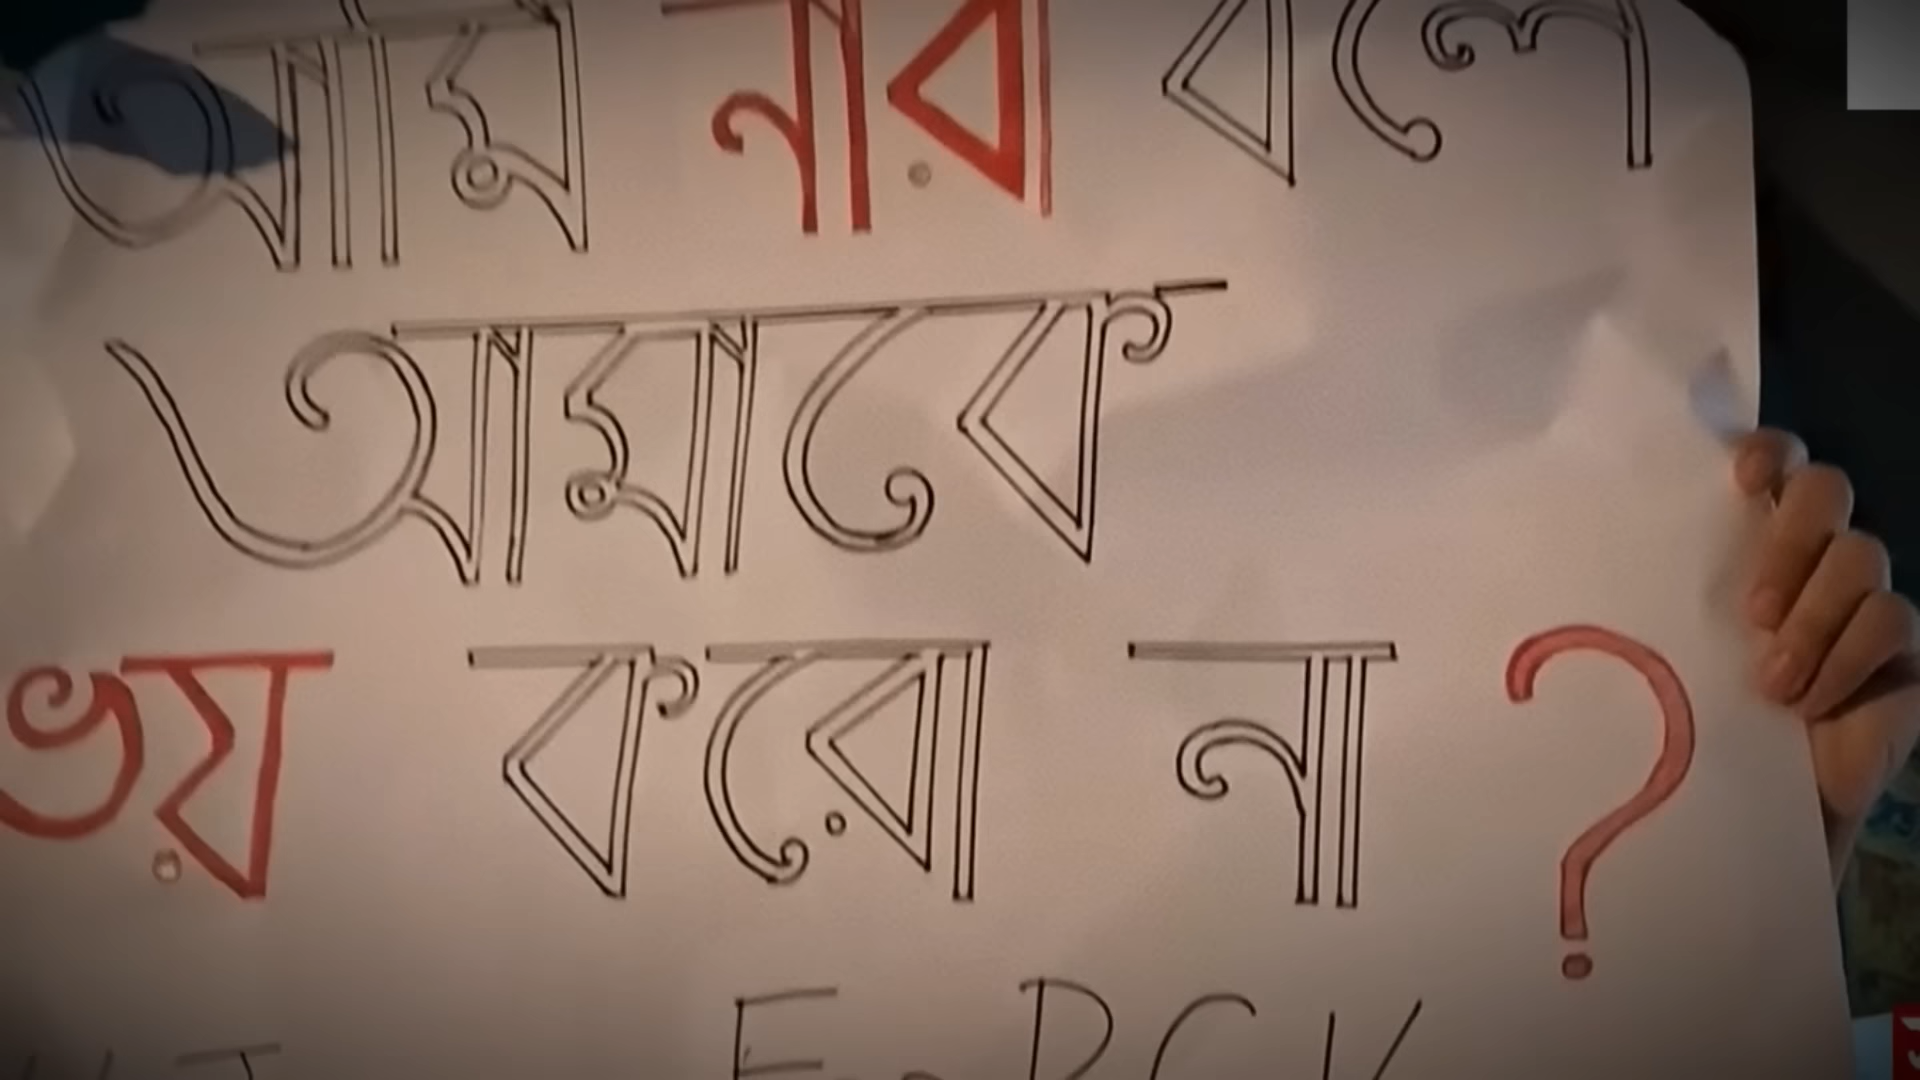 আমি নারী বলে
আমাকে
ভয় করো না ?